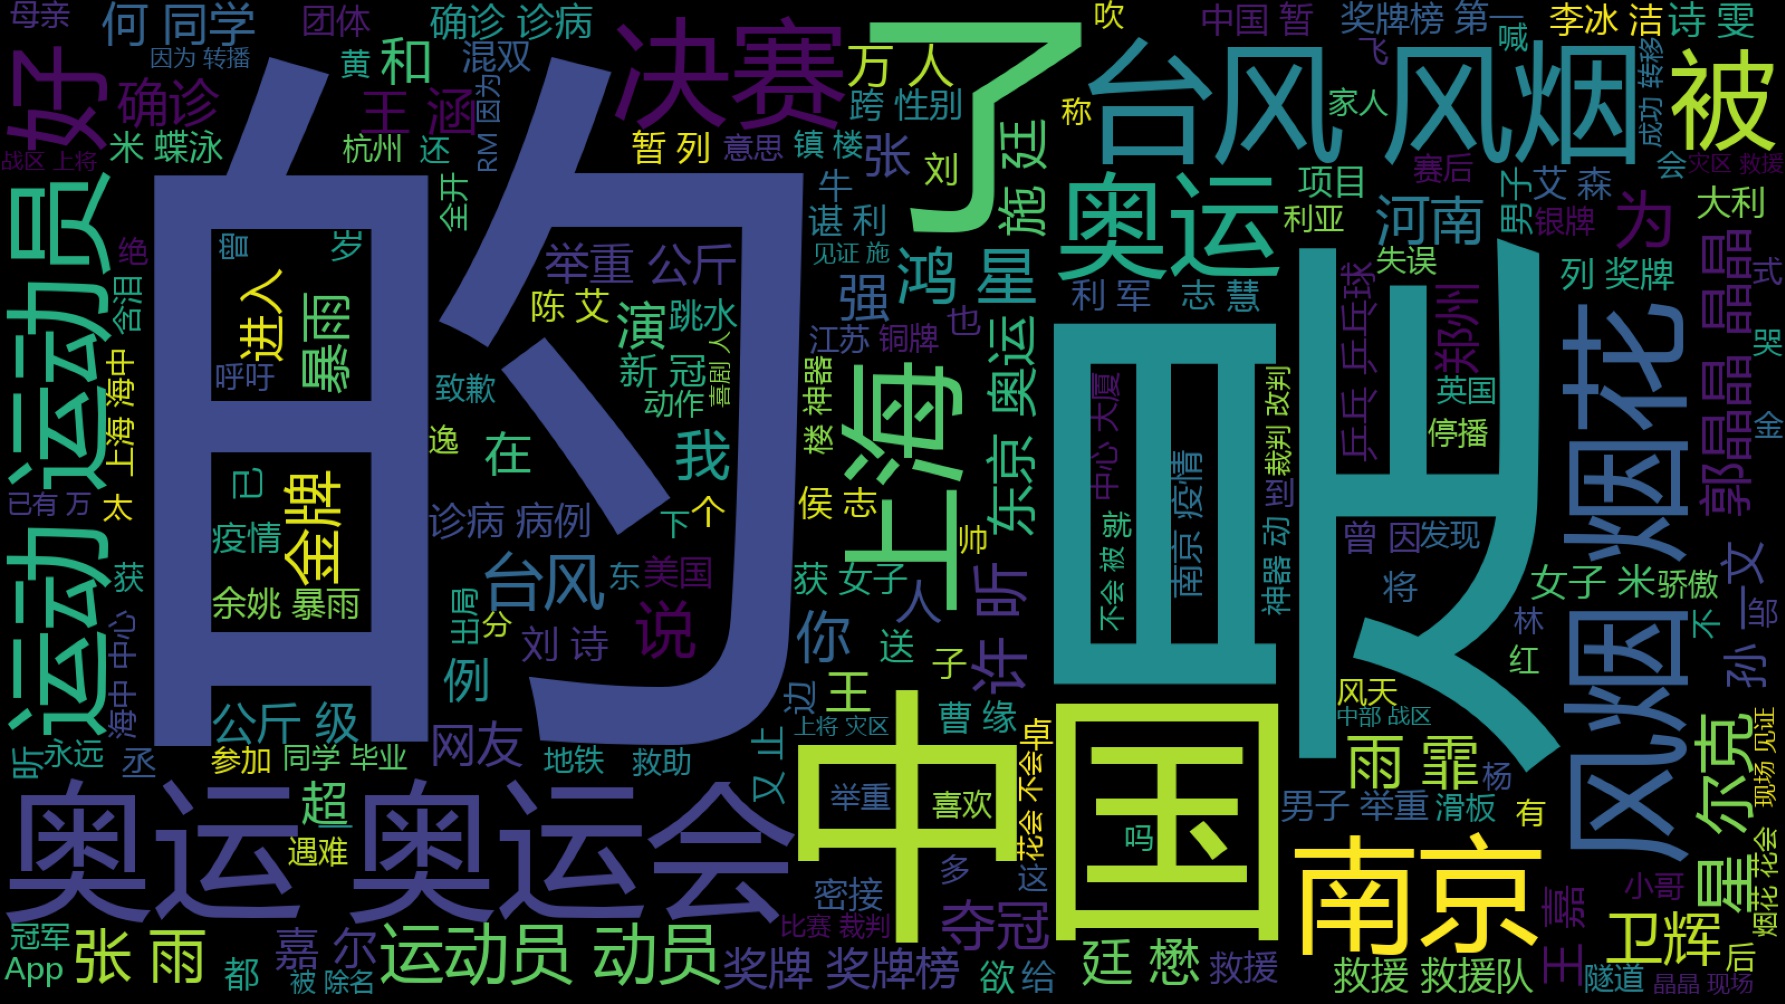 母亲
何 同学
团体
确诊 诊病
决赛
了
吹
中国 暂
奖牌榜 第一
李冰 洁
诗 雯
因为 转播
黄
和
混双
万 人
台风 风烟
飞
喊
被
好
确诊
王 涵
RM 因为
跨 性别
称
家人
成功 转移
战区 上将
米 蝶泳
杭州
还
暂 列
意思
镇 楼
张
刘
施 廷
赛后
会
灾区 救援
运动 运动员
的
全开
牛
奥运
项目
男子
艾 森
大利
绝
曾
岁
谌 利
利亚
河南
银牌
为
含泪
进入
暴雨
举重 公斤
见证 施
鸿 星
失误
列 奖牌
郭晶晶 晶晶
式
陈 艾
演
跳水
强
利 军
志 慧
是
乒乓 乒乓球
郑州
风烟 烟花
上海 海中
呼吁
致歉
新 冠
动作
喜剧 人
江苏
铜牌
也
上海
东京 奥运
中心 大厦
裁判 改判
英国
停播
哭
金
逸
在
我
楼 神器
已有 万
太
已
疫情
金牌
诊病 病例
下
个
侯 志
帅
不会 被 就
南京 疫情
到
神器 动
曾 因
发现
获
余姚 暴雨
台风
东
美国
获 女子
人
许 昕
将
女子 米
骄傲
文
海中 中心
出局
分
刘 诗
说
你
送
子
林
不
一
邹
例
王
边
红
孙
公斤 级
风天
中部 战区
昕
永远
丞
参加
同学 毕业
网友
地铁
救助
又 止
上将 灾区
曹 缘
卓
中国
雨 霏
杨
星 尔克
现场 见证
奥运 奥运会
超
举重
喜欢
花会 不会
吗
男子 举重
滑板
有
遇难
密接
多
这
南京
烟花 花会
冠军
App
张 雨
都
嘉 尔
被 除名
运动员 动员
比赛 裁判
夺冠
奖牌 奖牌榜
欲
给
廷 懋
救援
救援 救援队
王 嘉
小哥
卫辉
后
隧道
晶晶 现场